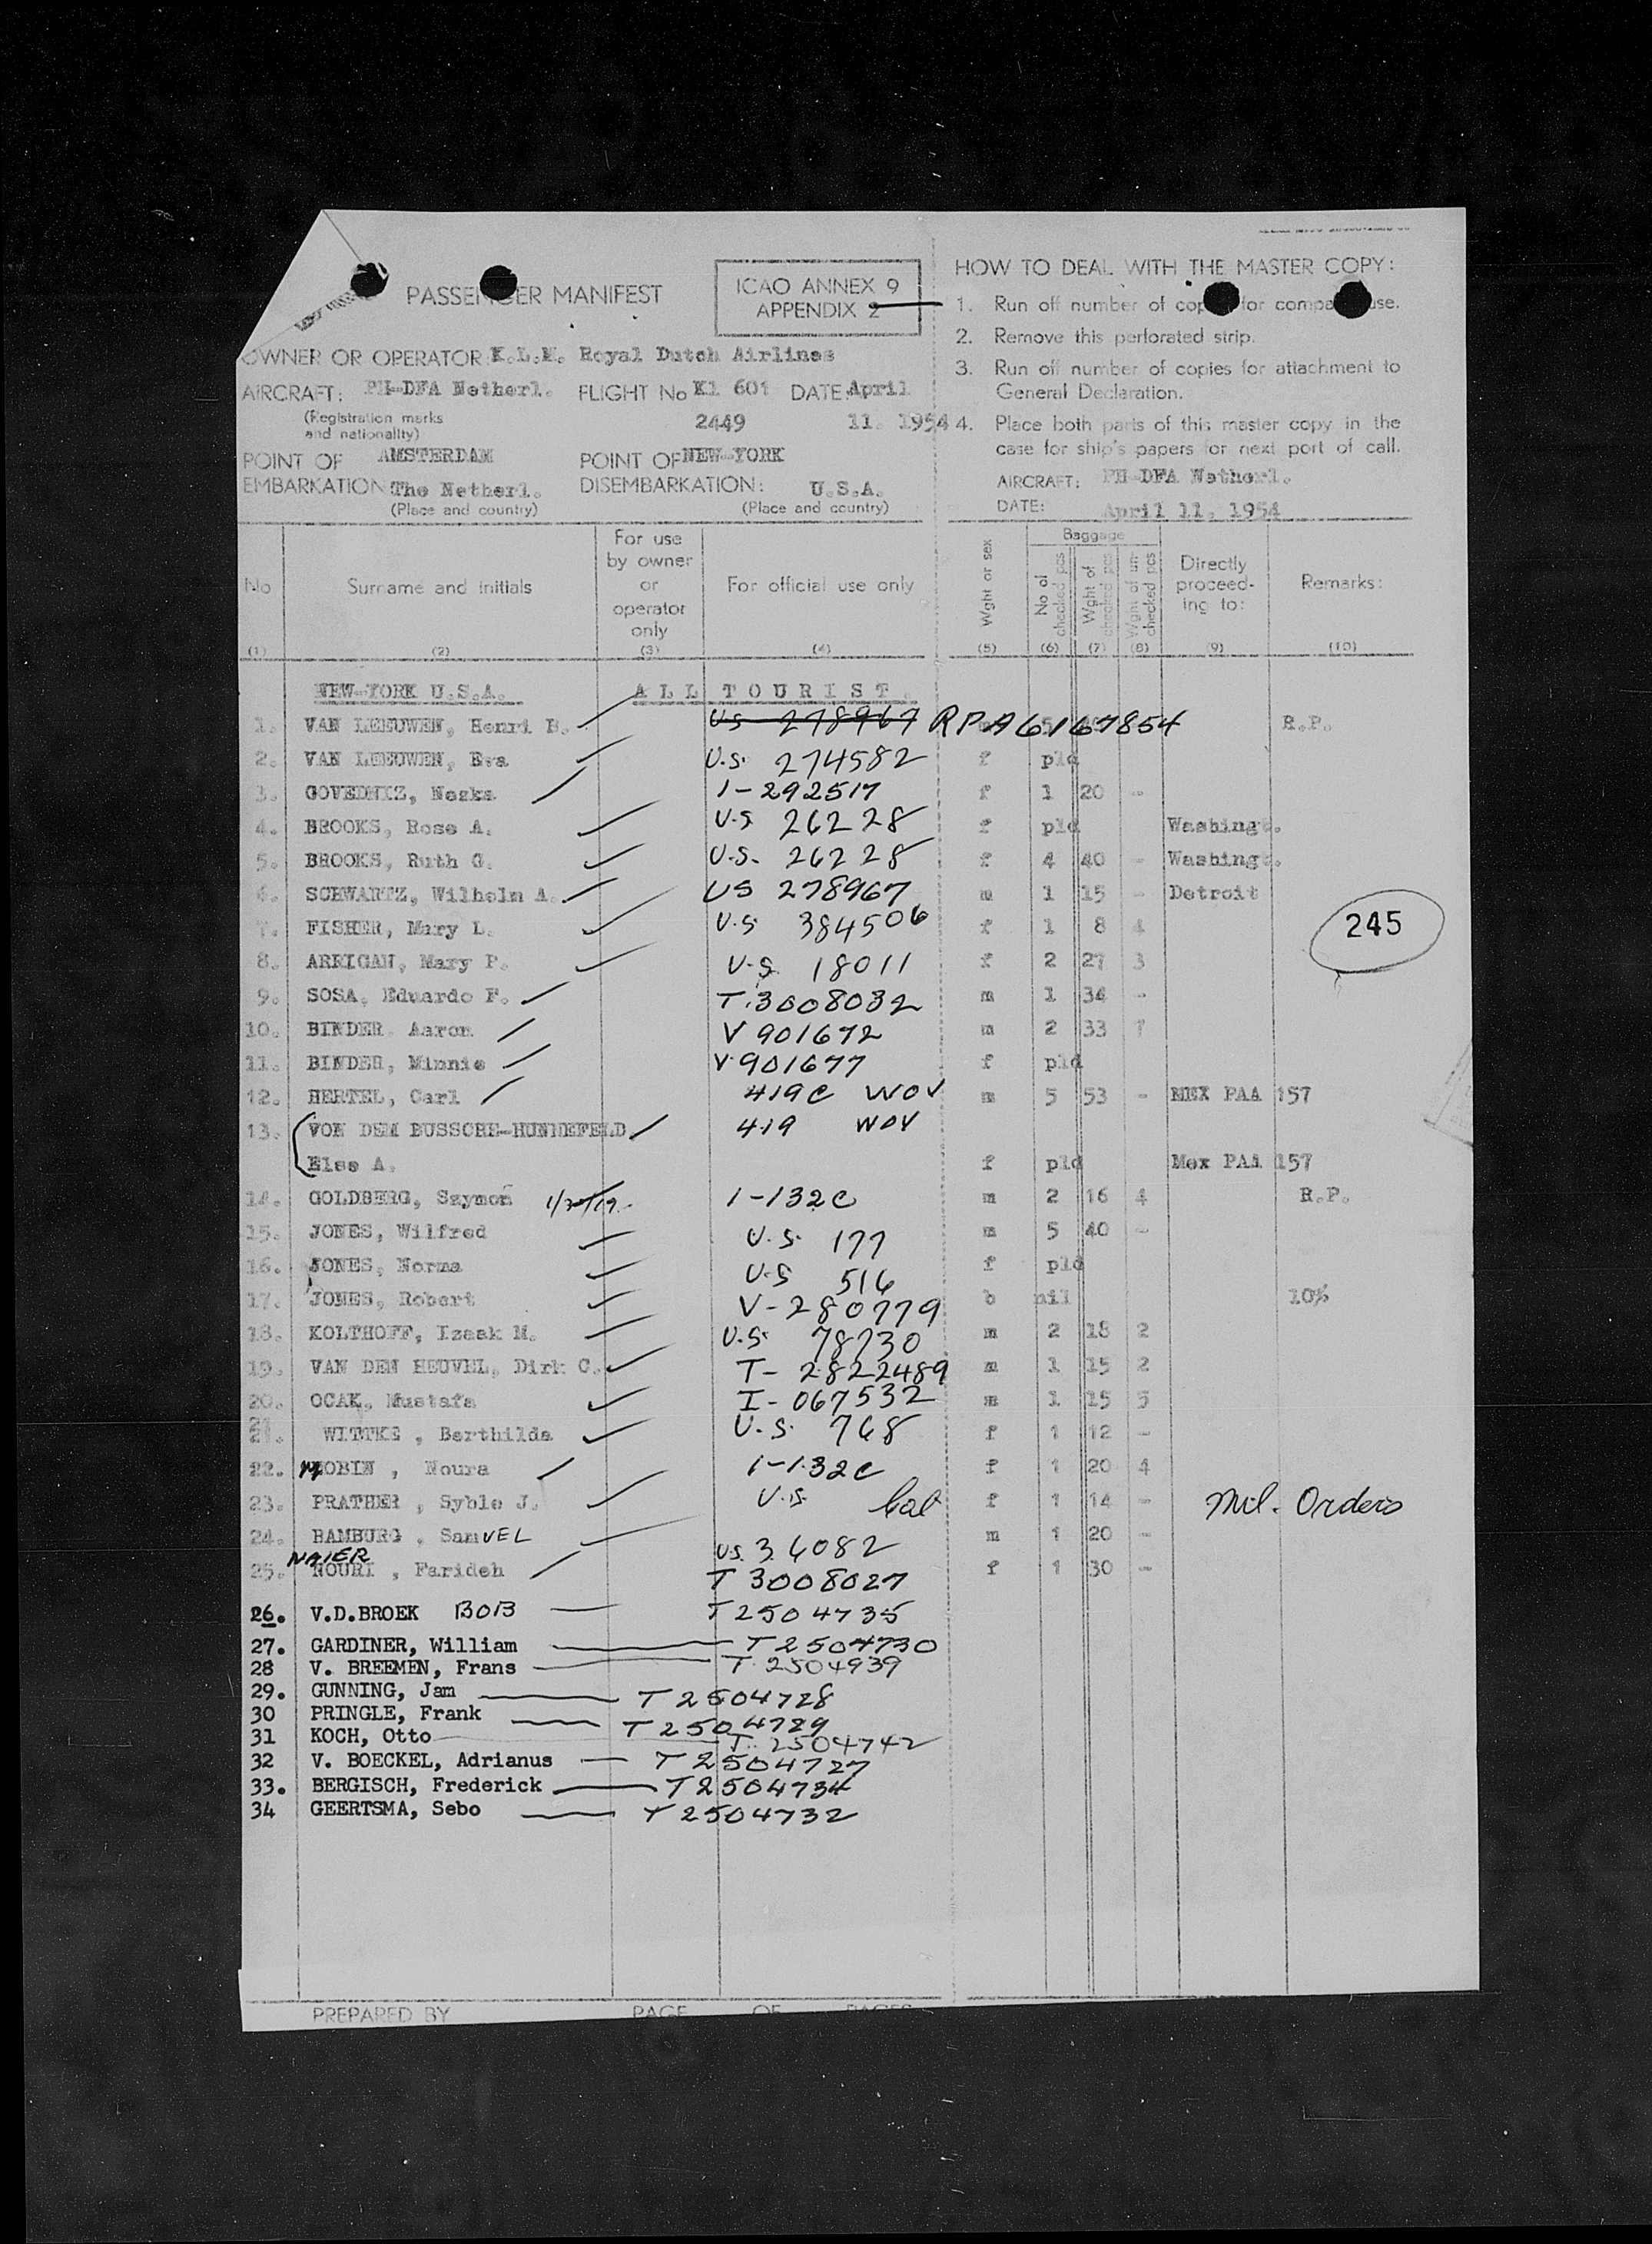 PASSENGER MANIFEST
ICAO ANNEX 9
APPENDIX 2
OWNER OR OPERATOR: K.L.M. Royal Dutch Airlines
AIRCRAFT: PH-DFA Netherl. FLIGHT No Kl 601 DATE: April
(Registration marks and nationality) 2449 11. 1954
POINT OF EMBARKATION: AMSTERDAM The Netherl. (Place and country)
POINT OF DISEMBARKATION: NEW-YORK U.S.A. (Place and country)
HOW TO DEAL WITH THE MASTER COPY:
1. Run off number of for use.
2. Remove this perforated strip.
3. Run off number of copies for attachment to
General Declaration.
4. Place both parts of this master copy in the
case for ship's papers for next port of call.
AIRCRAFT: PH-DFA Netherl.
DATE: April 11, 1954
No (1)
Surname and initials (2)
For use by owner or operator only (3)
For official use only (4)
Wght or sex (5)
Baggage
No of checked pcs (6)
Wght of checked pcs (7)
Wght of un- checked pcs (8)
Directly proceed- ing to: (9)
Remarks: (10)
NEW-YORK U.S.A. ALL TOURIST.
1. VAN LEEUWEN, Henri B. US 278967 RPA6167854 5 R.P.
2. VAN LEEUWEN, Eva U.S. 274582 f pld
3. GOVEDNIZ, Neska 1-292517 f 1 20 -
4. BROOKS, Rose A. U.S 26228 f pld Washingt.
5. BROOKS, Ruth G. U.S. 26228 f 4 40 - Washingt.
6. SCHWARTZ, Wilhelm A. US 278967 m 1 15 - Detroit
7. FISHER, Mary L. U.S 384506 f 1 8 4
245
8. ARRIGAN, Mary P. U.S. 18011 f 2 27 3
9. SOSA, Eduardo F. T.3008032 m 1 34 -
10. BINDER Aaron V 901672 m 2 33 7
11. BINDER, Minnie V 901677 f pld
12. HERTEL, Carl 419C WOV m 5 53 - MEX PAA 157
13. VON DEM BUSSCHE-HUNNEFELD 419 WOV
Else A. f pld Mex PAA 157
14. GOLDBERG, Szymon 1/30/19 1-132C m 2 16 4 R.P.
15. JONES, Wilfred U.S. 177 m 5 40 -
16. JONES, Norma U.S 516 f pld
17. JONES, Robert V-280779 b nil 10%
18. KOLTHOFF, Izaak M. U.S. 78730 m 2 18 2
19. VAN DEN HEUVEL, Dirk C. T- 2822489 m 1 15 2
20. OCAK, Mustafa I-067532 m 1 15 5
21. WITTKE , Berthilda U.S. 768 f 1 12 -
22. MOBIN , Noura 1-132C f 1 20 4
23. PRATHER , Syble J. U.S. f 1 14 - Mil. Orders
24. BAMBURG . SamUEL US. 36082 m 1 20 -
NAIER
25. NOURI , Farideh T 3008027 f 1 30 -
26. V.D.BROEK BOB T2504735
27. GARDINER, William T2504730
28 V. BREEMEN, Frans T.2504939
29. GUNNING, Jam T2504728
30 PRINGLE, Frank T2504729
31 KOCH, Otto T. 2504742
32 V. BOECKEL, Adrianus T2504727
33. BERGISCH, Frederick T2504734
34 GEERTSMA, Sebo T2504732
PREPARED BY PAGE OF PAGES